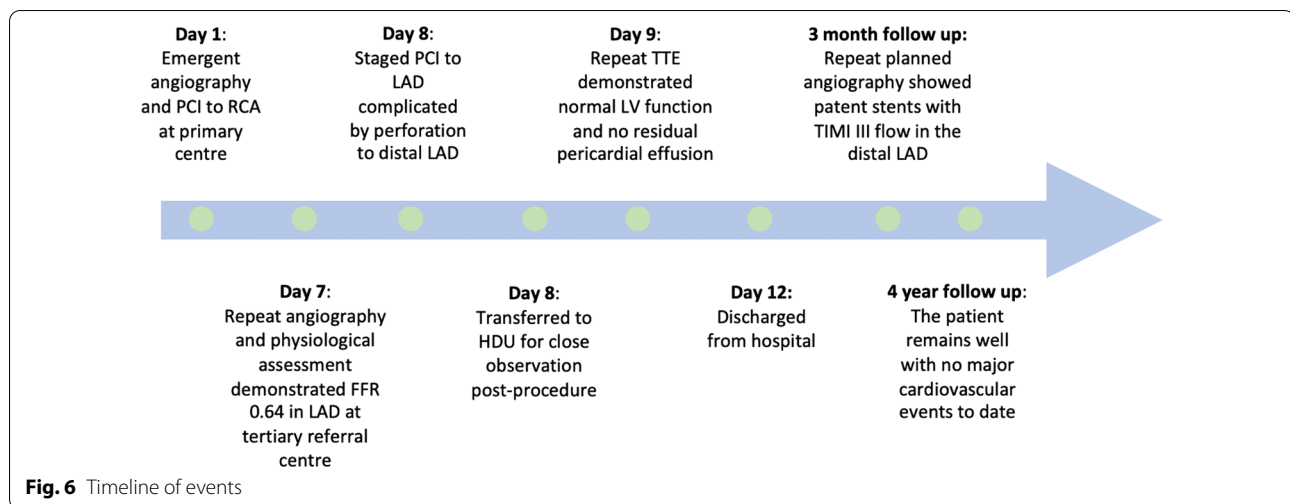 Day 1:
Emergent
angiography
and PCI to RCA
at primary
centre
Day 8:
Staged PCI to
LAD
complicated
by perforation
to distal LAD
Day 9:
Repeat TTE
demonstrated
normal LV function
and no residual
pericardial effusion
3 month follow up:
Repeat planned
angiography showed
patent stents with
TIMI III flow in the
distal LAD
Day 7:
Repeat angiography
and physiological
assessment
demonstrated FFR
0.64 in LAD at
tertiary referral
centre
Day 8:
Transferred to
HDU for close
observation
post-procedure
Day 12:
Discharged
from hospital
4 year follow up:
The patient
remains well
with no major
cardiovascular
events to date
Fig. 6 Timeline of events